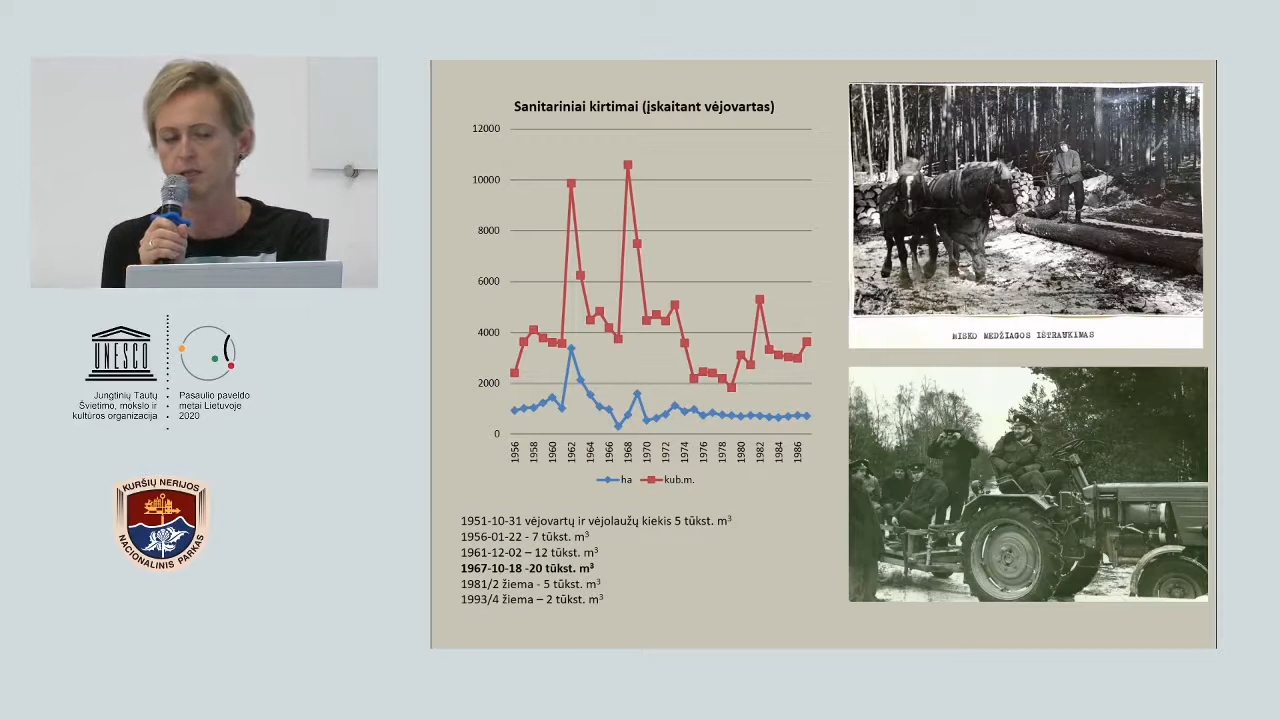 UNESCO
Jungtinių Tautų
Švietimo, mokslo ir
kultūros organizacija
Pasaulio paveldo
metai Lietuvoje
2020
KURŠIŲ NERIJOS
NACIONALINIS PARKAS
Sanitariniai kirtimai (įskaitant vėjovartas)
12000
10000
8000
6000
4000
2000
0
1956 1958 1960 1962 1964 1966 1968 1970 1972 1974 1976 1978 1980 1982 1984 1986
ha kub.m.
1951-10-31 vėjovartų ir vėjolaužų kiekis 5 tūkst. m³
1956-01-22 - 7 tūkst. m³
1961-12-02 – 12 tūkst. m³
1967-10-18 -20 tūkst. m³
1981/2 žiema - 5 tūkst. m³
1993/4 žiema – 2 tūkst. m³
MISKO MEDŽIAGOS IŠTRAUKIMAS